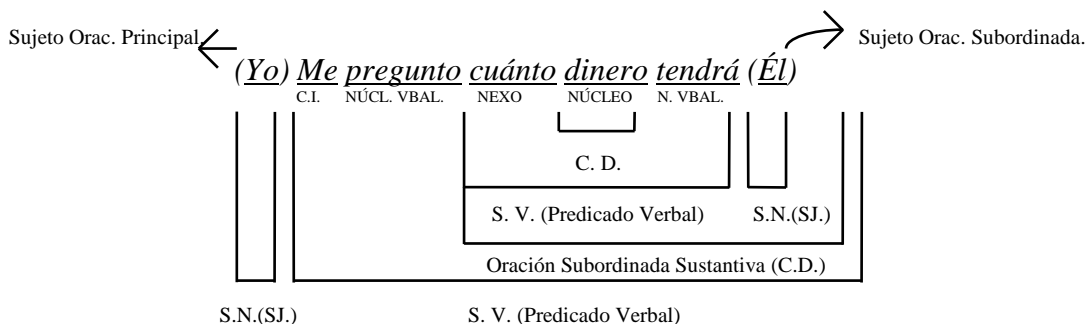 Sujeto Orac. Principal.
Sujeto Orac. Subordinada.
(Yo) Me pregunto cuánto dinero tendrá (Él)
C.I. NÚCL. VBAL. NEXO NÚCLEO N. VBAL.
C. D.
S. V. (Predicado Verbal) S.N.(SJ.)
Oración Subordinada Sustantiva (C.D.)
S.N.(SJ.) S. V. (Predicado Verbal)